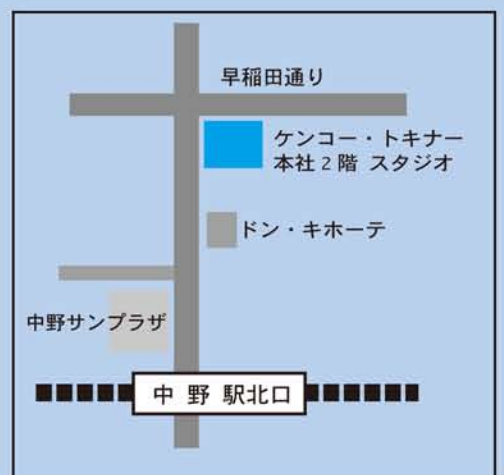 早稲田通り
ケンコー・トキナー
本社2階 スタジオ
ドン・キホーテ
中野サンプラザ
中 野 駅北口